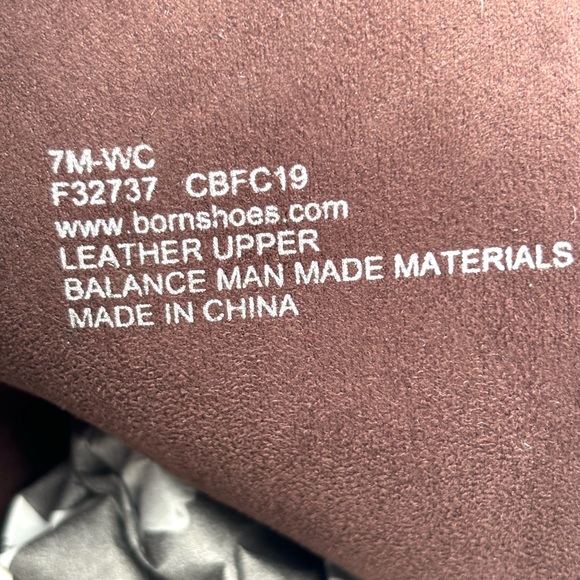 7M-WC
F32737 CBFC19
www.bornshoes.com
LEATHER UPPER
BALANCE MAN MADE MATERIALS
MADE IN CHINA